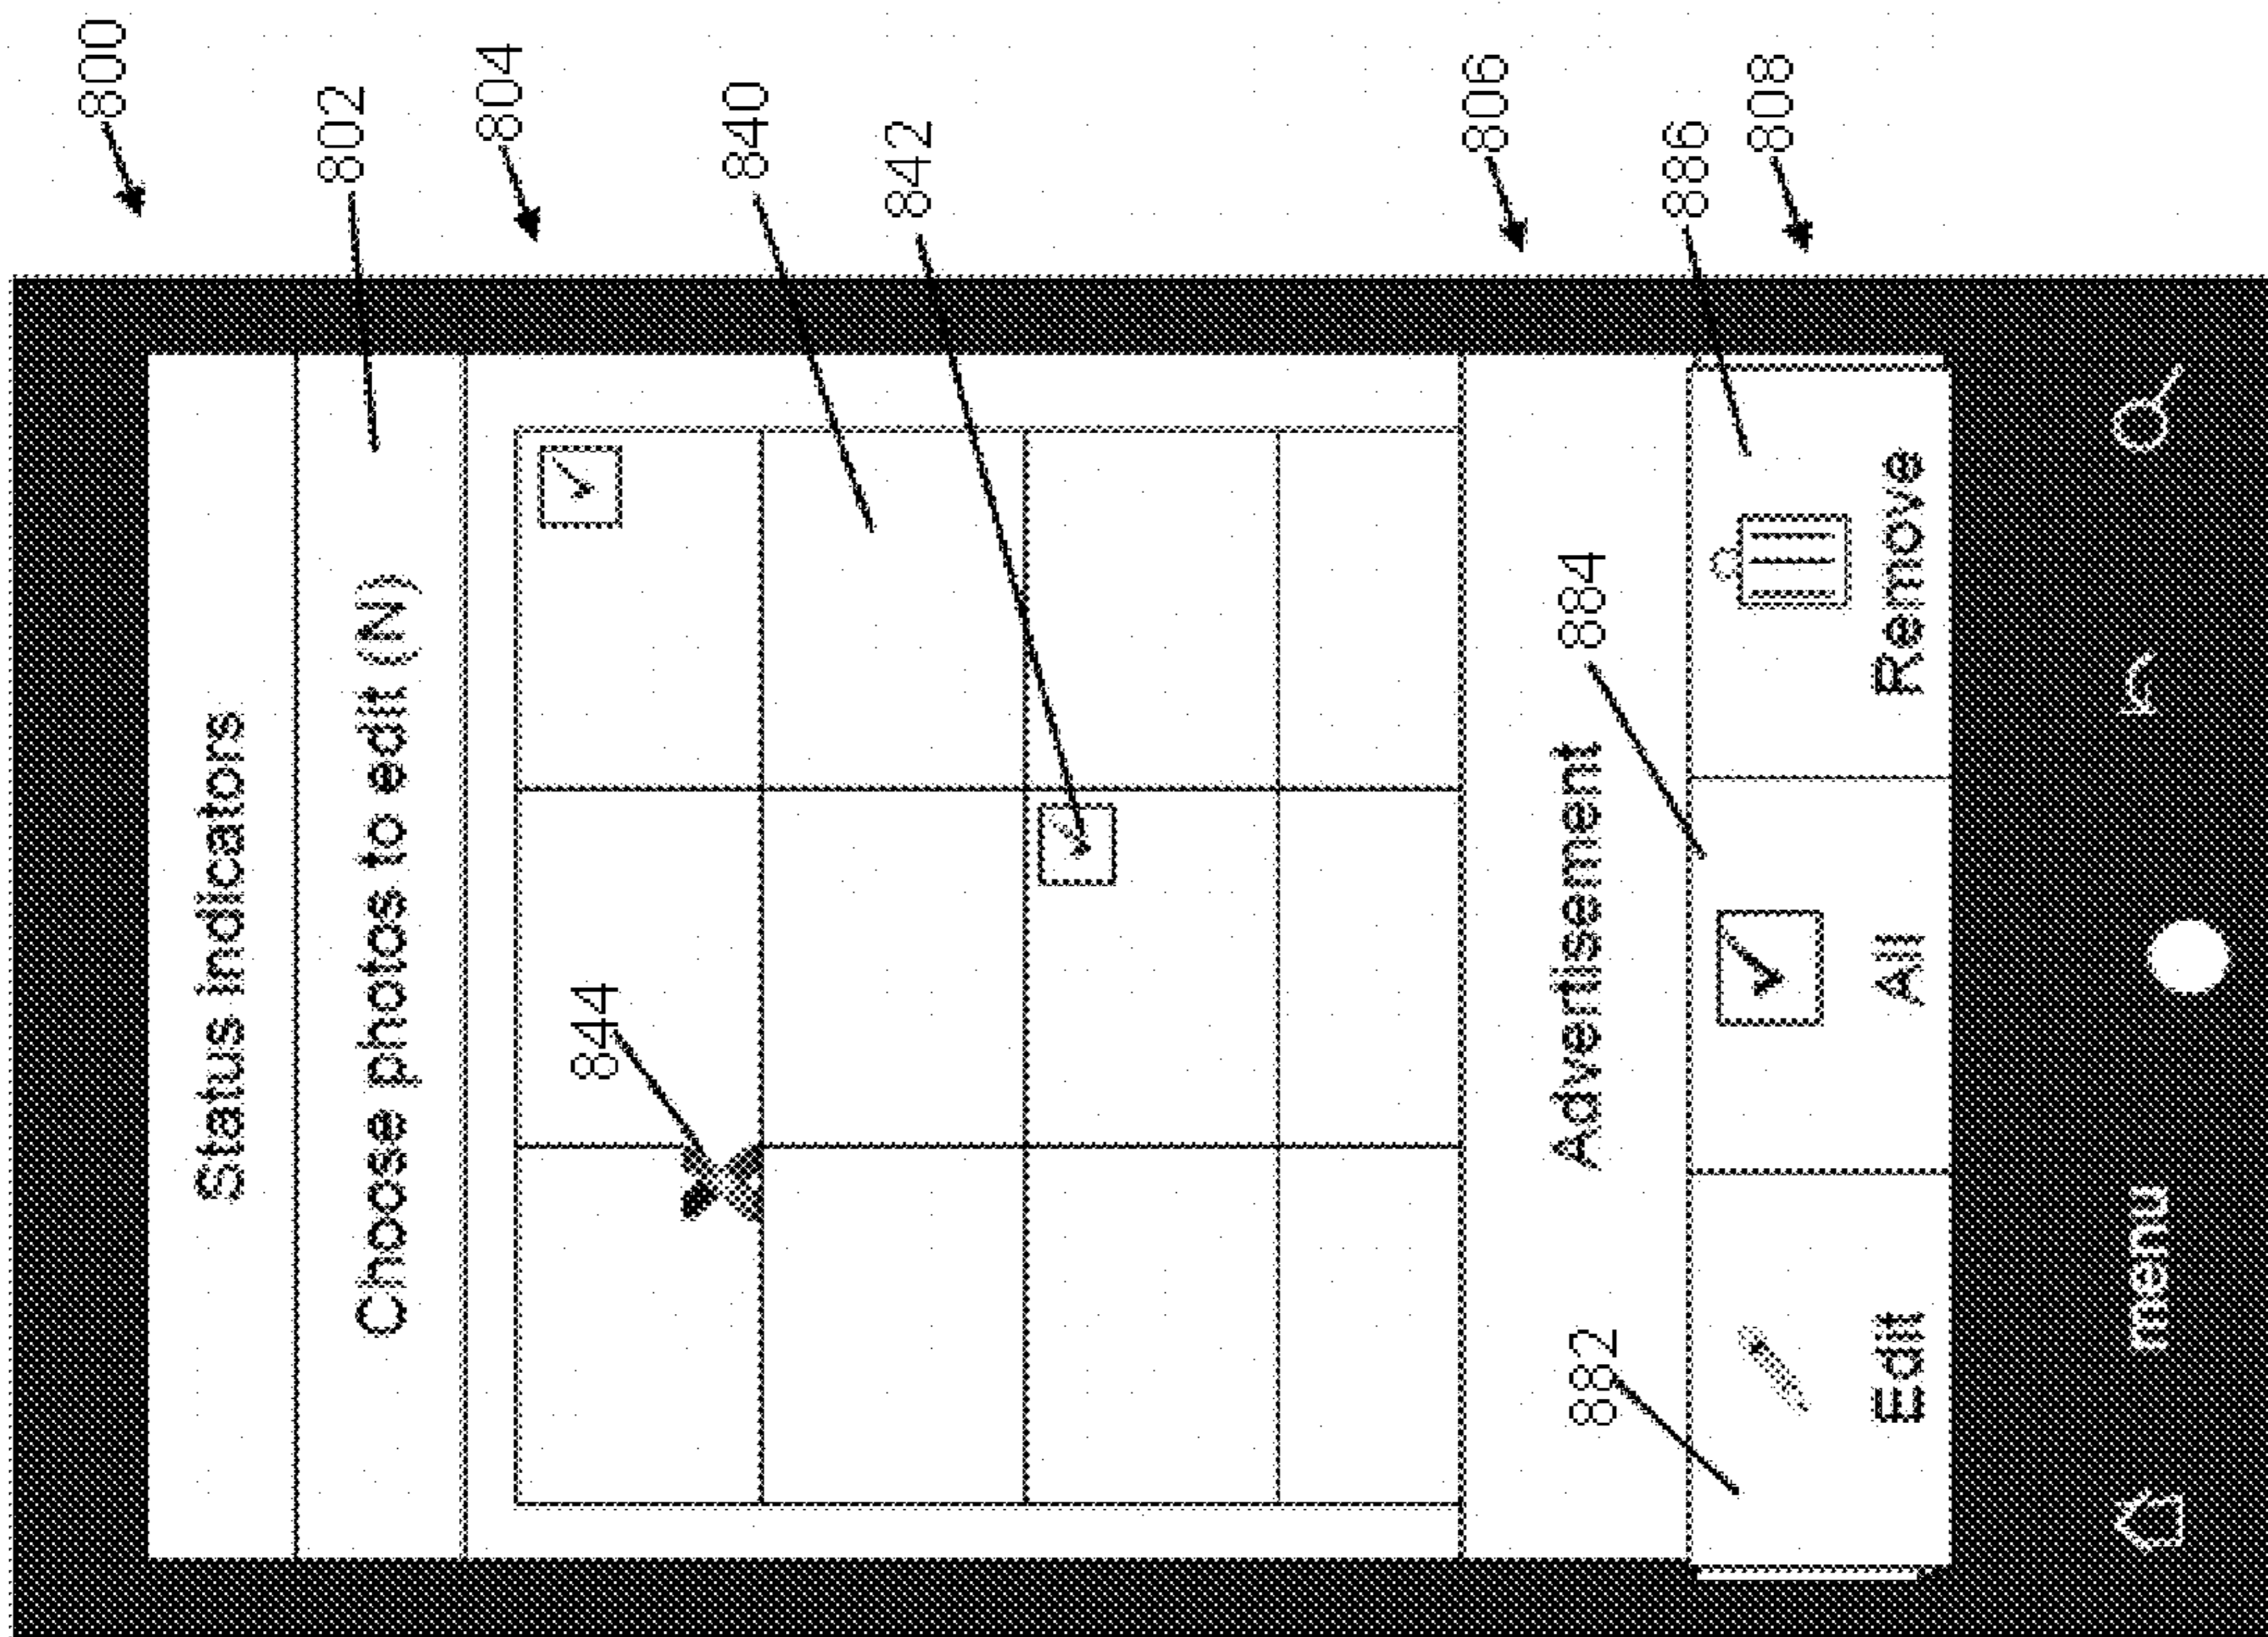 800
Status indicators
802
Choose photos to edit (N)
804
844
840
842
806
Advertisement
882
884
886
808
Edit
All
Remove
menu